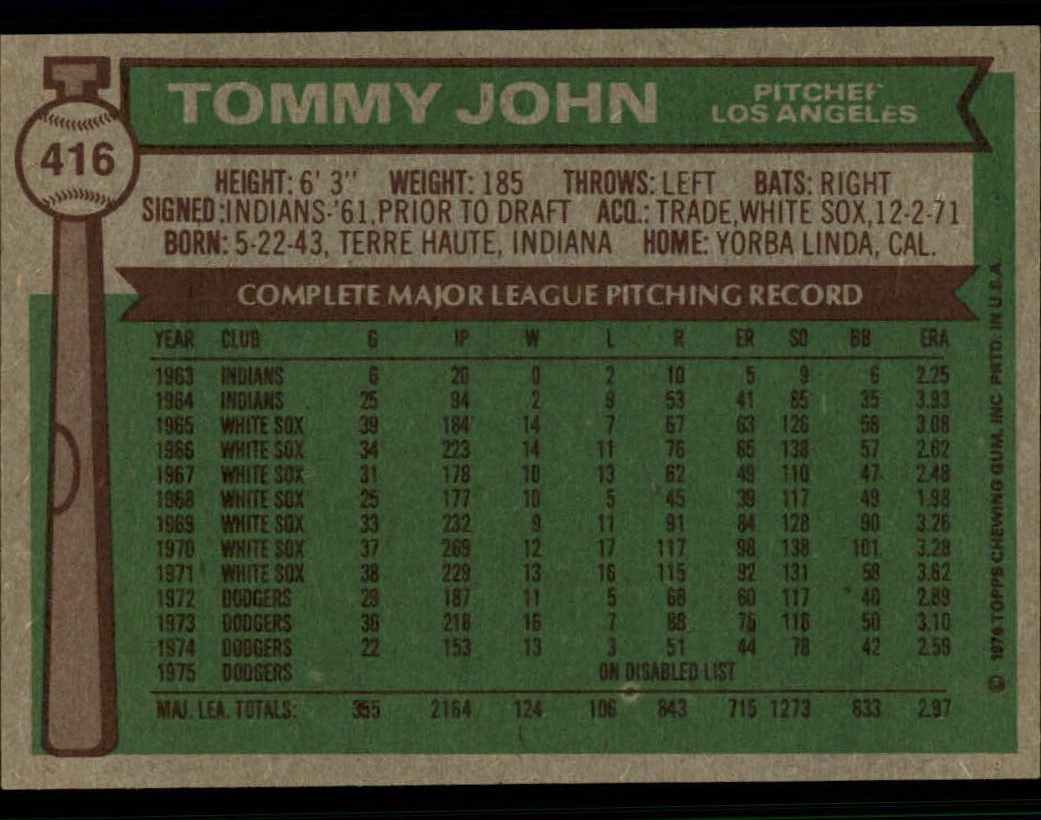 TOMMY JOHN PITCHER
LOS ANGELES
416
HEIGHT: 6' 3" WEIGHT: 185 THROWS: LEFT BATS: RIGHT
SIGNED: INDIANS-'61, PRIOR TO DRAFT ACQ.: TRADE, WHITE SOX, 12-2-71
BORN: 5-22-43, TERRE HAUTE, INDIANA HOME: YORBA LINDA, CAL.
COMPLETE MAJOR LEAGUE PITCHING RECORD
YEAR CLUB G IP W L R ER SO BB ERA
1963 INDIANS 6 20 0 2 10 5 9 6 2.25
1964 INDIANS 25 94 2 9 53 41 65 35 3.93
1965 WHITE SOX 39 184 14 7 67 63 126 58 3.08
1966 WHITE SOX 34 223 14 11 76 65 138 57 2.62
1967 WHITE SOX 31 178 10 13 62 49 110 47 2.48
1968 WHITE SOX 25 177 10 5 45 39 117 49 1.98
1969 WHITE SOX 33 232 9 11 91 84 128 90 3.26
1970 WHITE SOX 37 269 12 17 117 98 138 101 3.28
1971 WHITE SOX 38 229 13 16 115 92 131 58 3.62
1972 DODGERS 29 187 11 5 68 60 117 40 2.89
1973 DODGERS 36 218 16 7 88 75 116 50 3.10
1974 DODGERS 22 153 13 3 51 44 78 42 2.59
1975 DODGERS ON DISABLED LIST
MAJ. LEA. TOTALS: 355 2164 124 106 843 715 1273 633 2.97
© 1976 TOPPS CHEWING GUM, INC PRTD. IN U.S.A.